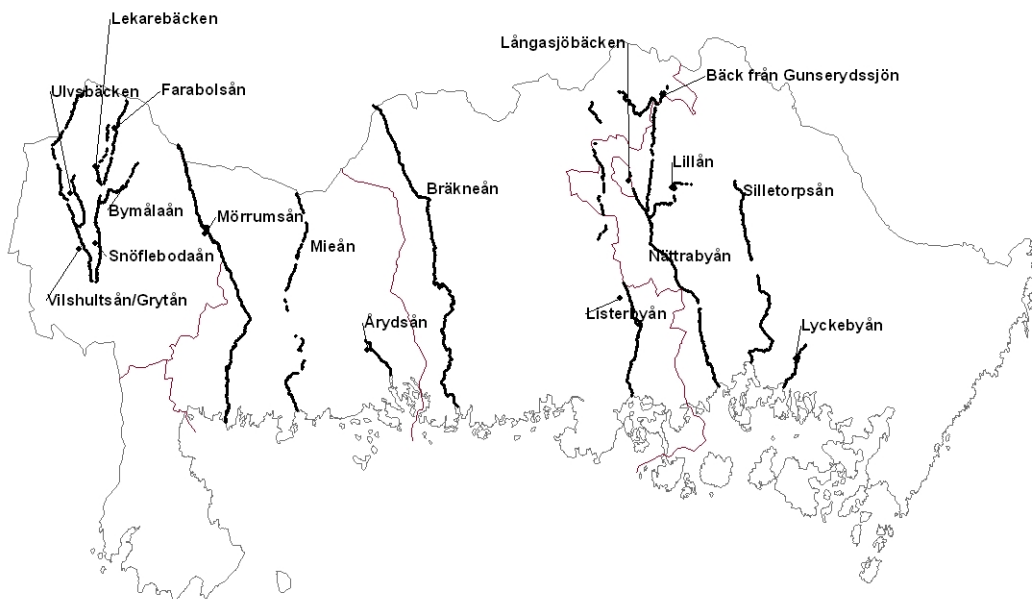 Lekarebäcken
Långasjöbäcken
Bäck från Gunserydssjön
Ulvsbäcken
Farabolsån
Lillån
Bräkneån
Silletorpsån
Bymålaån
Mörrumsån
Mieån
Snöflebodaån
Nättrabyån
Vilshultsån/Grytån
Listerbyån
Årydsån
Lyckebyån